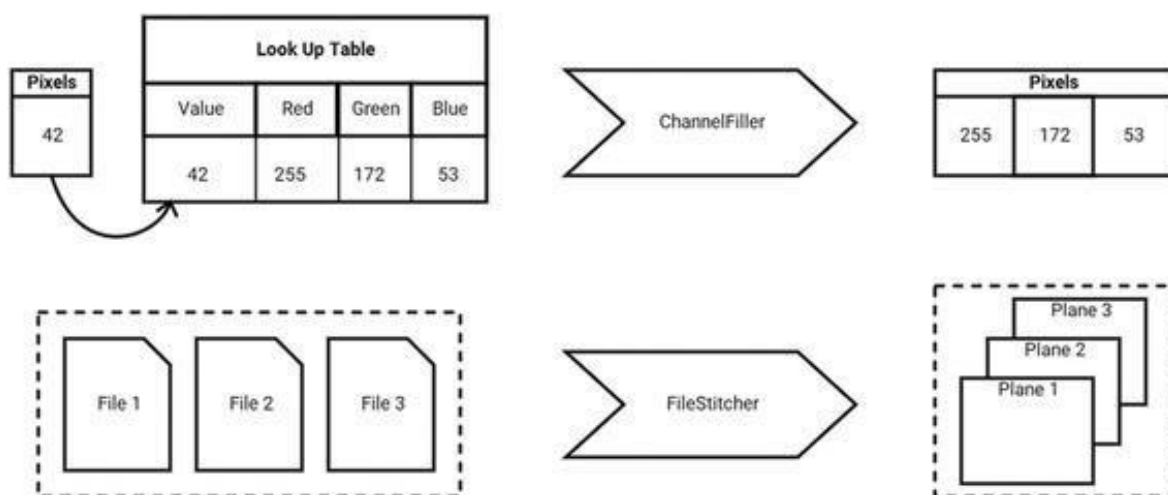 Look Up Table
Pixels
Value Red Green Blue
42
42 255 172 53
ChannelFiller
Pixels
255 172 53
File 1 File 2 File 3
FileStitcher
Plane 3
Plane 2
Plane 1